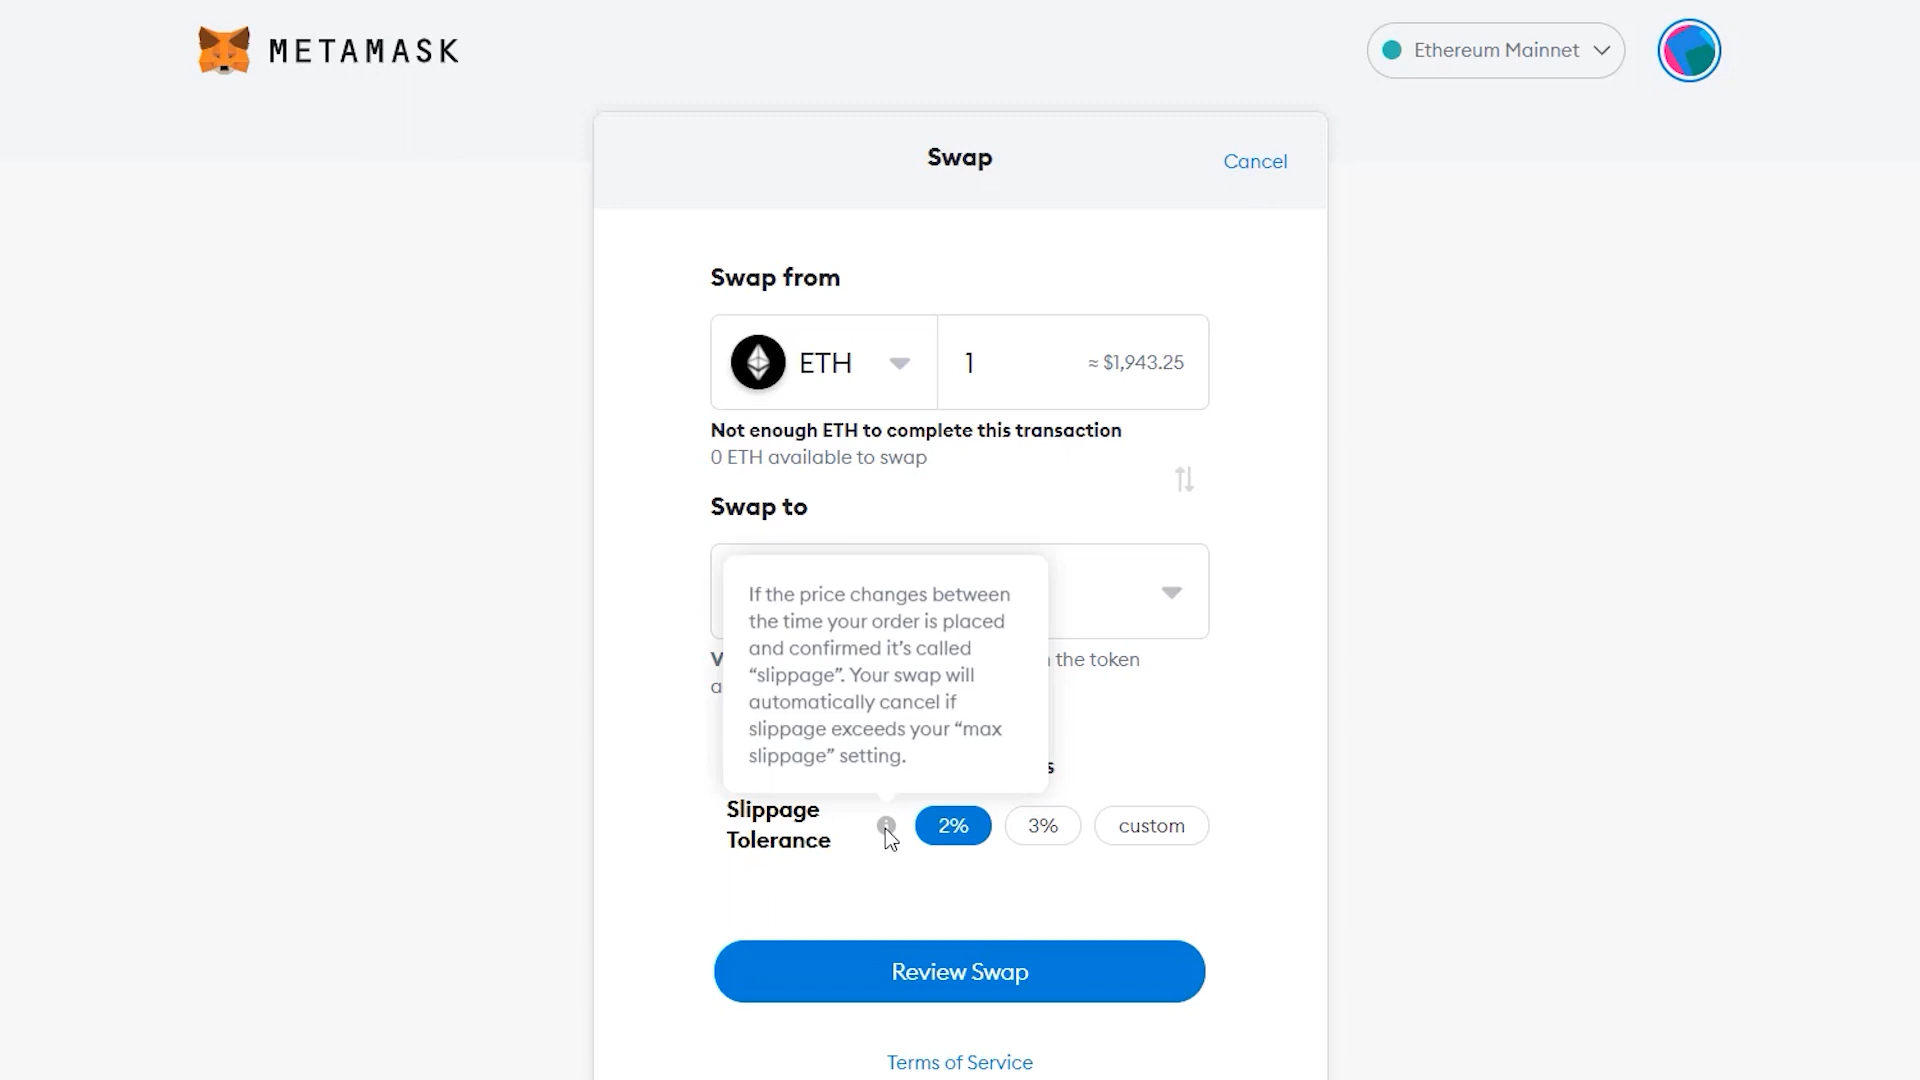 METAMASK
Ethereum Mainnet
Swap
Cancel
Swap from
ETH
1
≈ $1,943.25
Not enough ETH to complete this transaction
0 ETH available to swap
Swap to
If the price changes between
the time your order is placed
and confirmed it’s called
“slippage”. Your swap will
automatically cancel if
slippage exceeds your “max
slippage” setting.
the token
Slippage
Tolerance
2%
3%
custom
Review Swap
Terms of Service